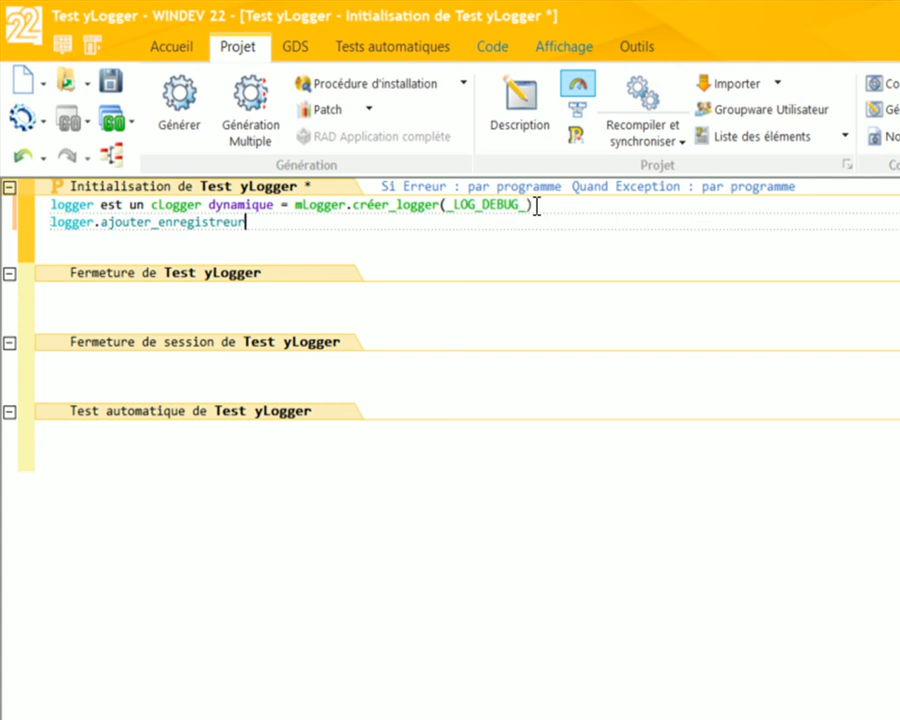 22
Test yLogger - WINDEV 22 - [Test yLogger - Initialisation de Test yLogger *]
Accueil Projet GDS Tests automatiques Code Affichage Outils
Générer
Génération Multiple
Procédure d'installation
Patch
RAD Application complète
Génération
Description
Recompiler et synchroniser
Importer
Groupware Utilisateur
Liste des éléments
Projet
Co
Gé
No
Co
Initialisation de Test yLogger * Si Erreur : par programme Quand Exception : par programme
logger est un cLogger dynamique = mLogger.créer_logger(_LOG_DEBUG_)
logger.ajouter_enregistreur
Fermeture de Test yLogger
Fermeture de session de Test yLogger
Test automatique de Test yLogger